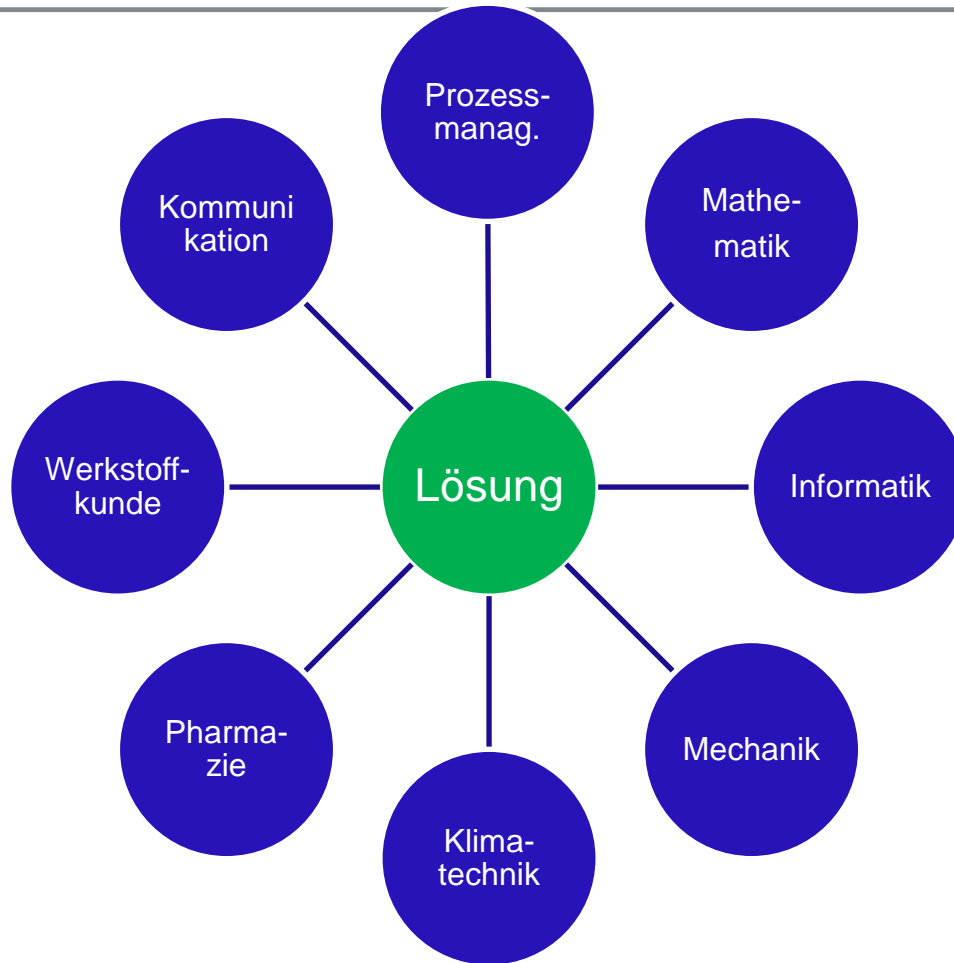 Prozess-
manag.
Mathe-
matik
Informatik
Mechanik
Klima-
technik
Pharma-
zie
Werkstoff-
kunde
Kommuni
kation
Lösung